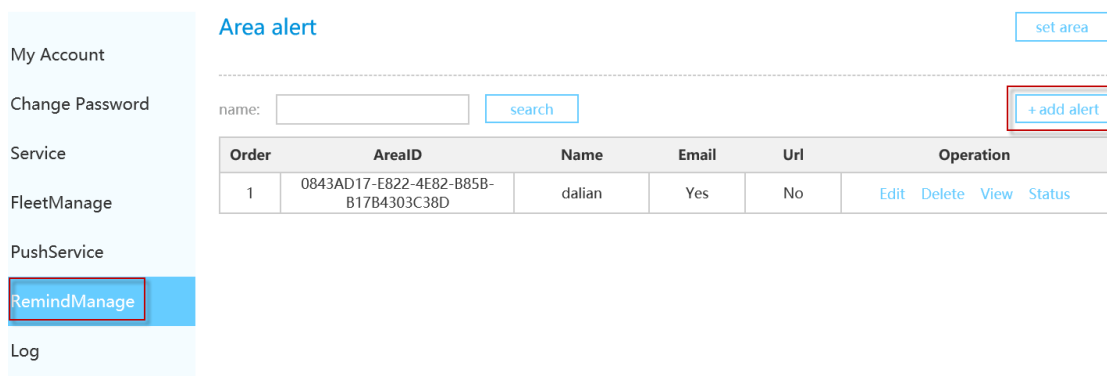 My Account
Change Password
Service
FleetManage
PushService
RemindManage
Log
Area alert
set area
name:
search
+add alert
Order AreaID Name Email Url Operation
1 0843AD17-E822-4E82-B85B-
B17B4303C38D dalian Yes No Edit Delete View Status